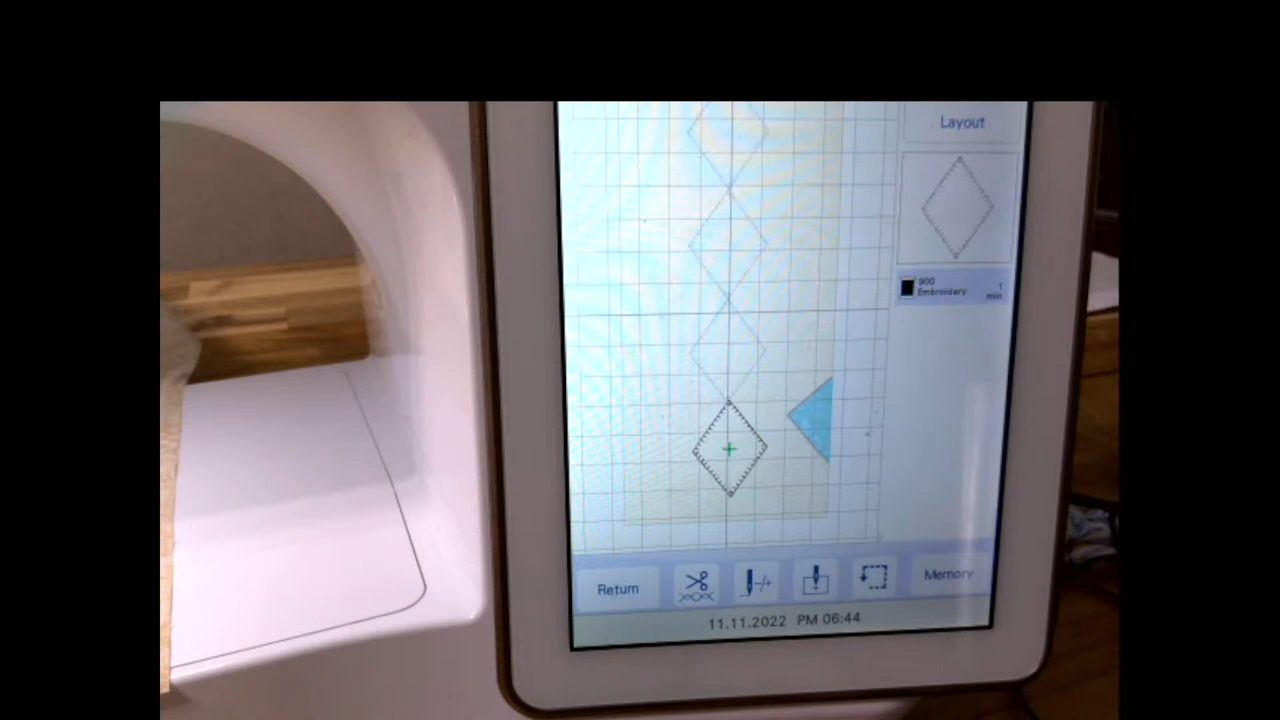 Layout
900
Embroidery
1
min
Return
-/+
Memory
11.11.2022 PM 06:44